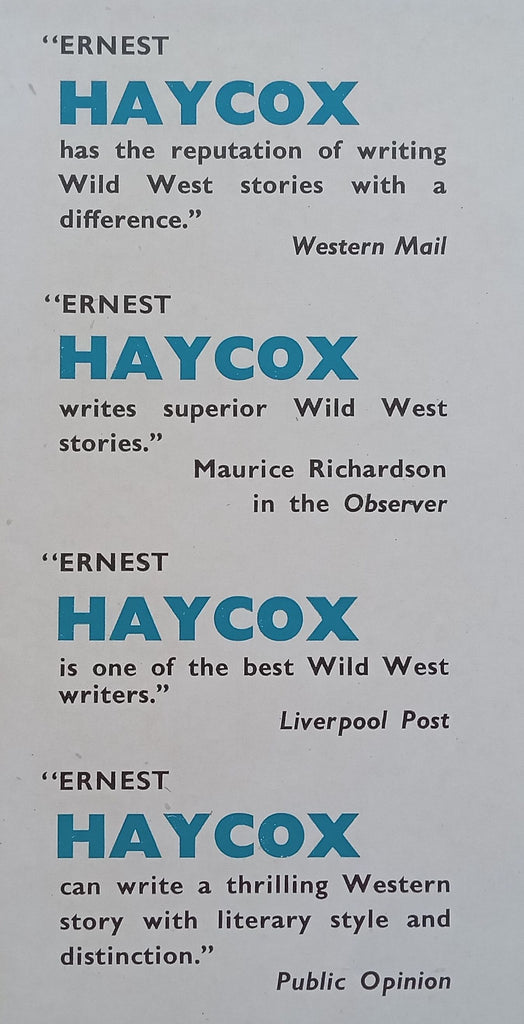 “ERNEST
HAYCOX
has the reputation of writing
Wild West stories with a
difference.”
Western Mail
“ERNEST
HAYCOX
writes superior Wild West
stories.”
Maurice Richardson
in the Observer
“ERNEST
HAYCOX
is one of the best Wild West
writers.”
Liverpool Post
“ERNEST
HAYCOX
can write a thrilling Western
story with literary style and
distinction.”
Public Opinion